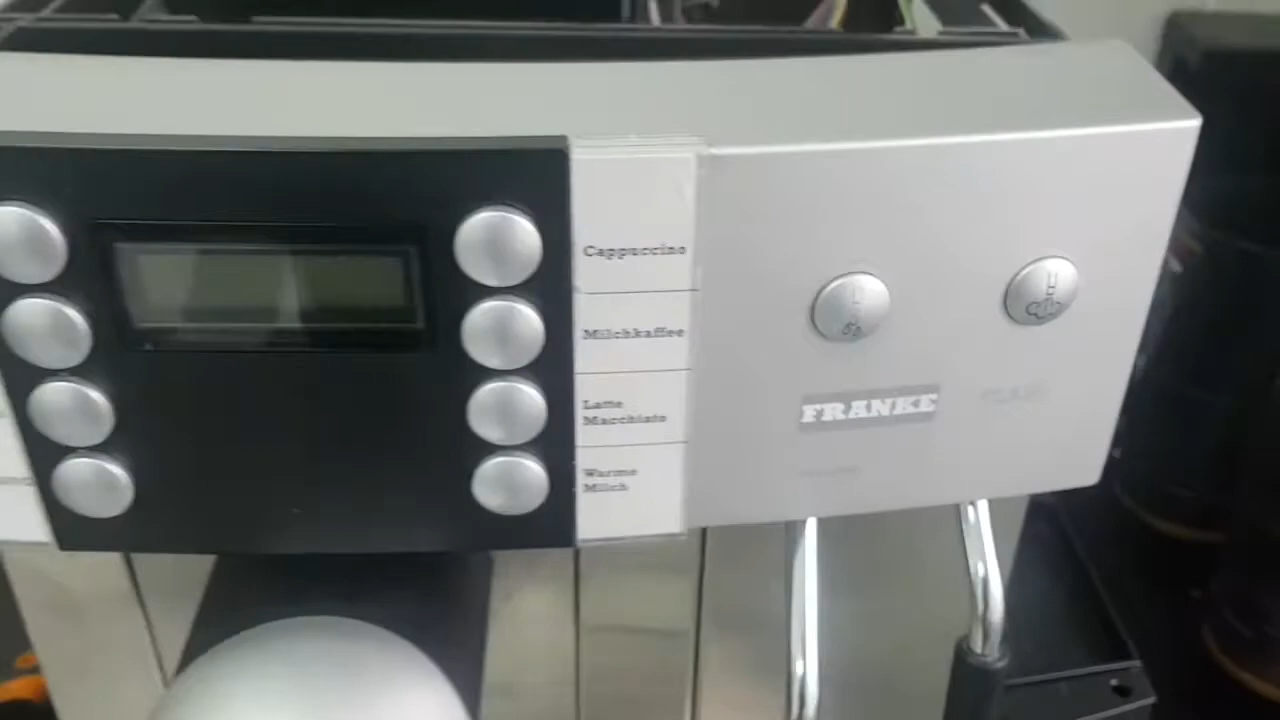 Cappuccino
Milchkaffee
Latte
Macchiato
Warme
Milch
FRANKE